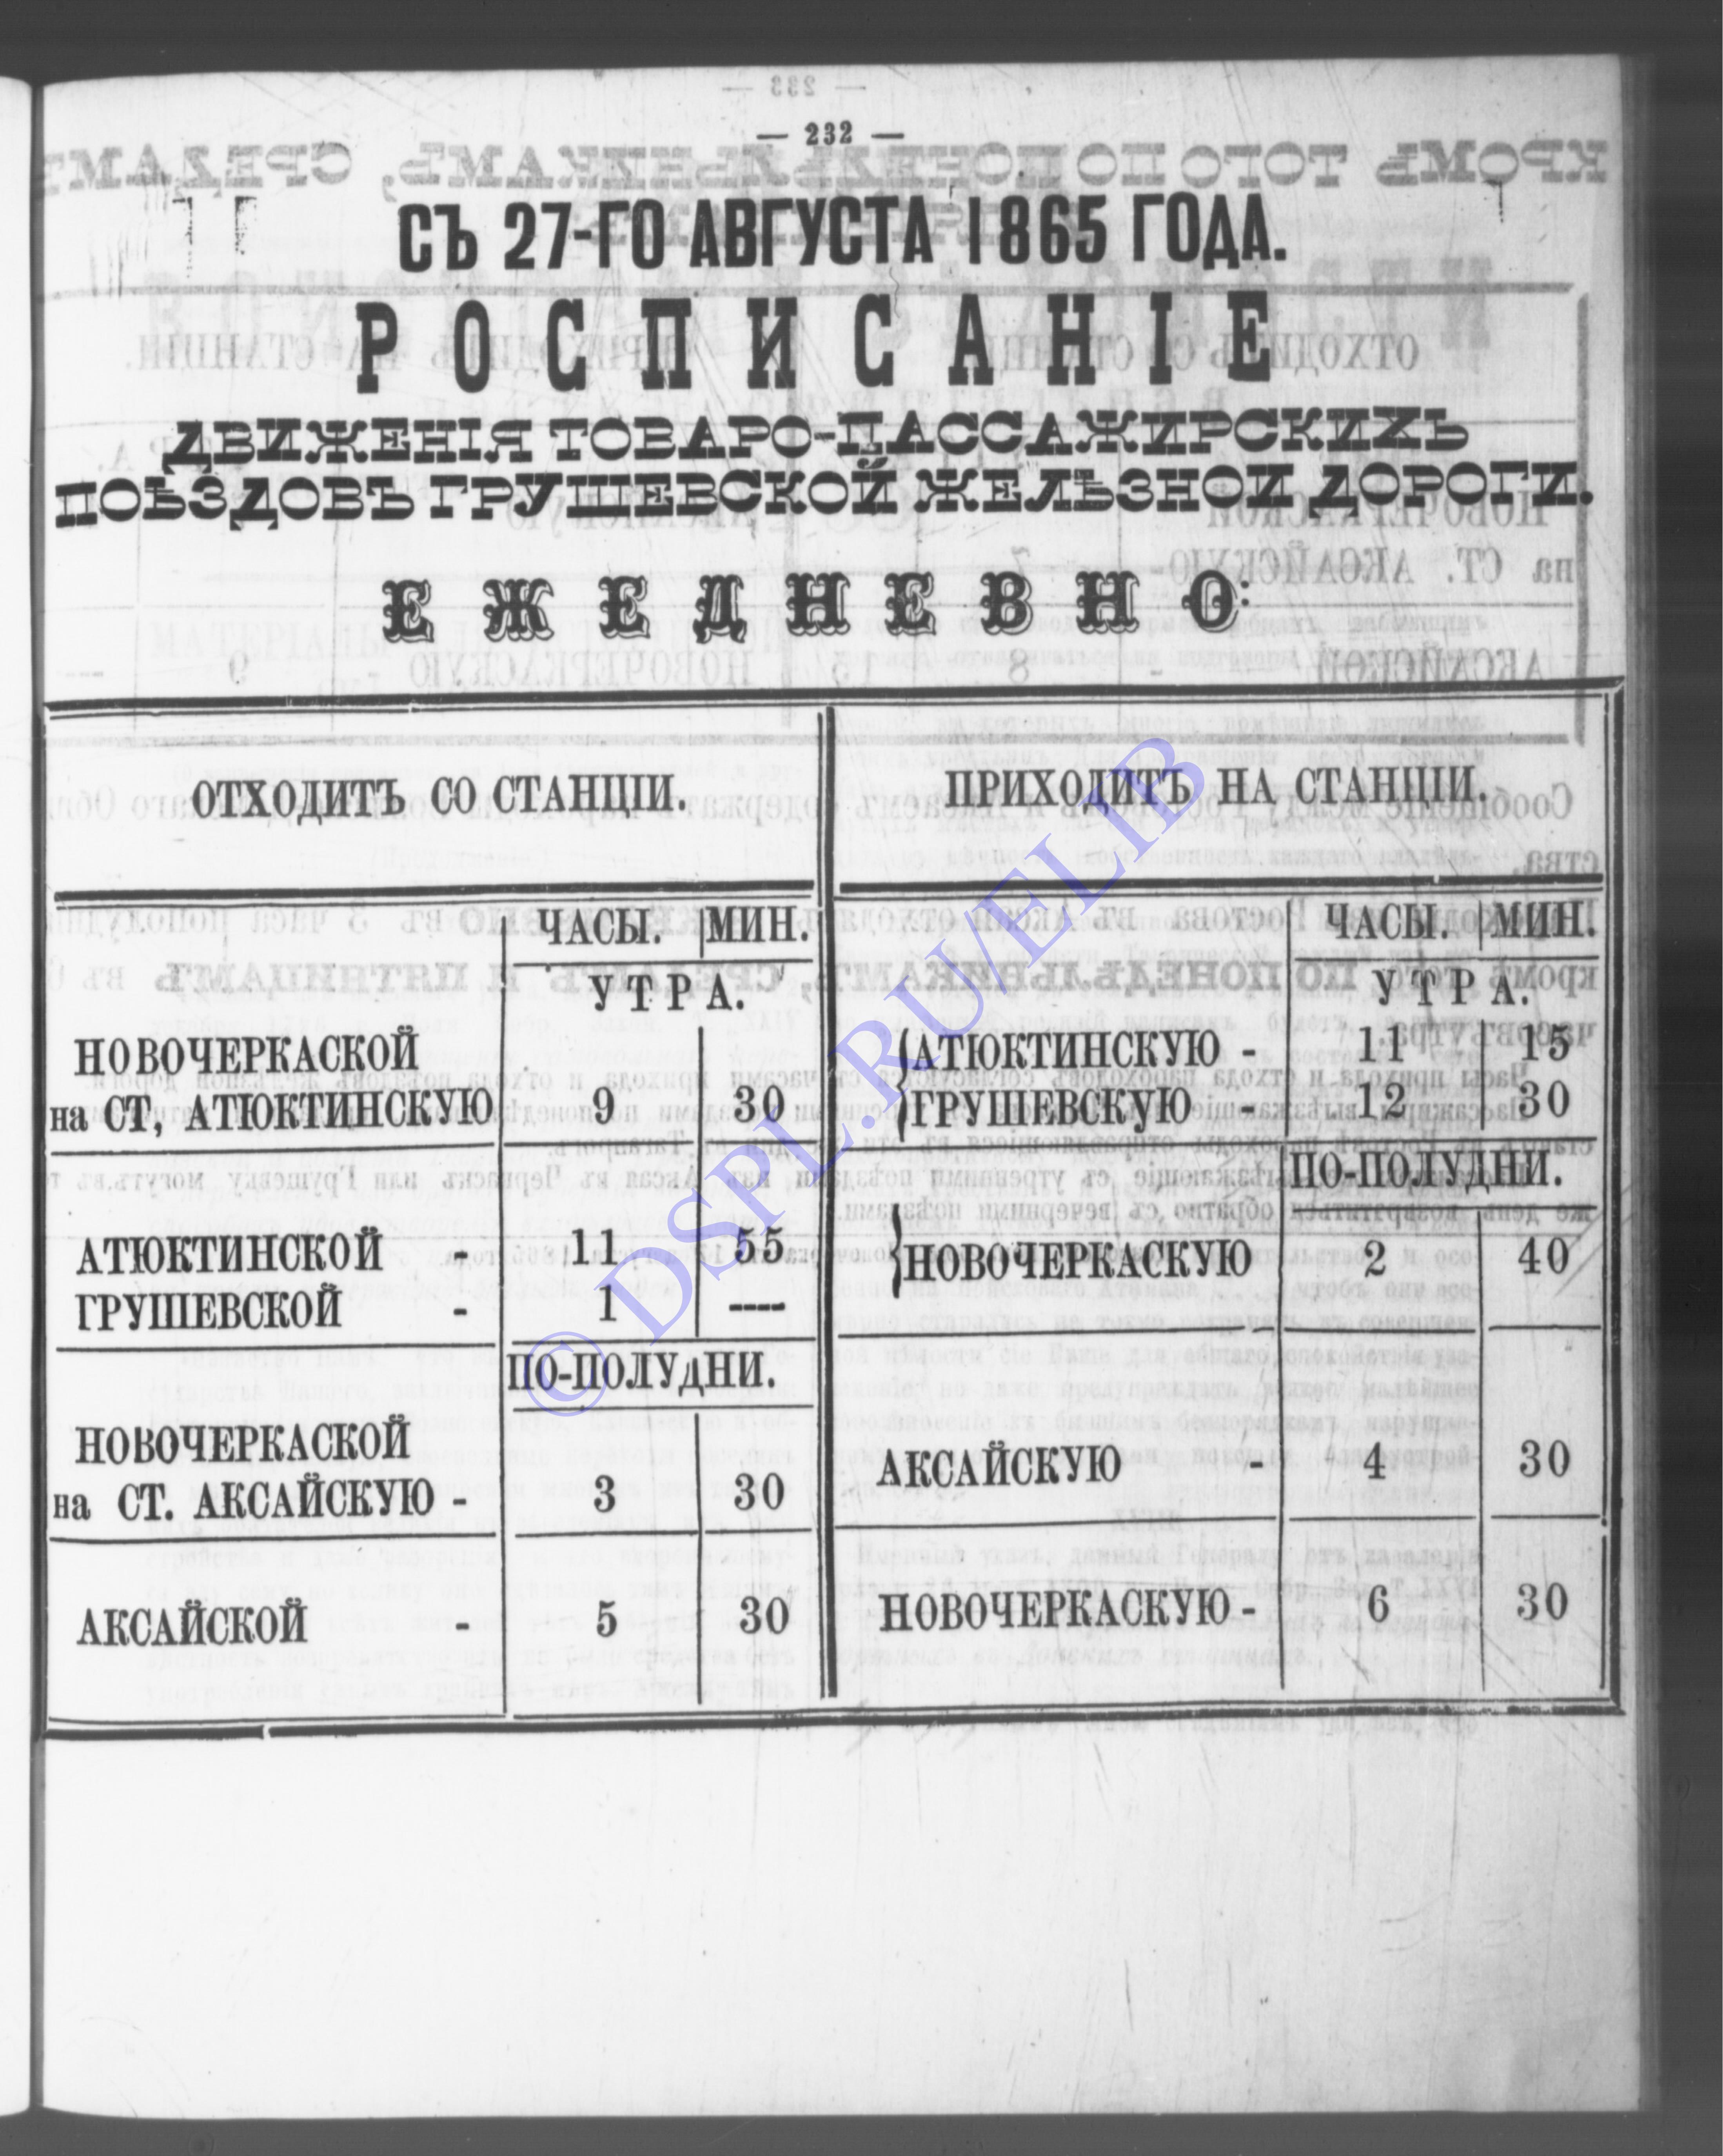 — 232 —
СЪ 27-ГО АВГУСТА 1865 ГОДА.
РОСПИСАНІЕ
ДВИЖЕНІЯ ТОВАРО-ПАССАЖИРСКИХЪ
ПОѢЗДОВЪ ГРУШЕВСКОЙ ЖЕЛѢЗНОЙ ДОРОГИ.
ЕЖЕДНЕВНО:
ОТХОДИТЪ СО СТАНЦІИ.
ЧАСЫ. МИН.
УТРА.
НОВОЧЕРКАСКОЙ
на СТ, АТЮКТИНСКУЮ 9 30
АТЮКТИНСКОЙ - 11 55
ГРУШЕВСКОЙ - 1 ----
ПО-ПОЛУДНИ.
НОВОЧЕРКАСКОЙ
на СТ. АКСАЙСКУЮ - 3 30
АКСАЙСКОЙ - 5 30
ПРИХОДИТЪ НА СТАНЦІИ.
ЧАСЫ. МИН.
УТРА.
АТЮКТИНСКУЮ - 11 15
ГРУШЕВСКУЮ - 12 30
ПО-ПОЛУДНИ.
НОВОЧЕРКАСКУЮ 2 40
АКСАЙСКУЮ - 4 30
НОВОЧЕРКАСКУЮ - 6 30
© DSPL.RU/ELIB